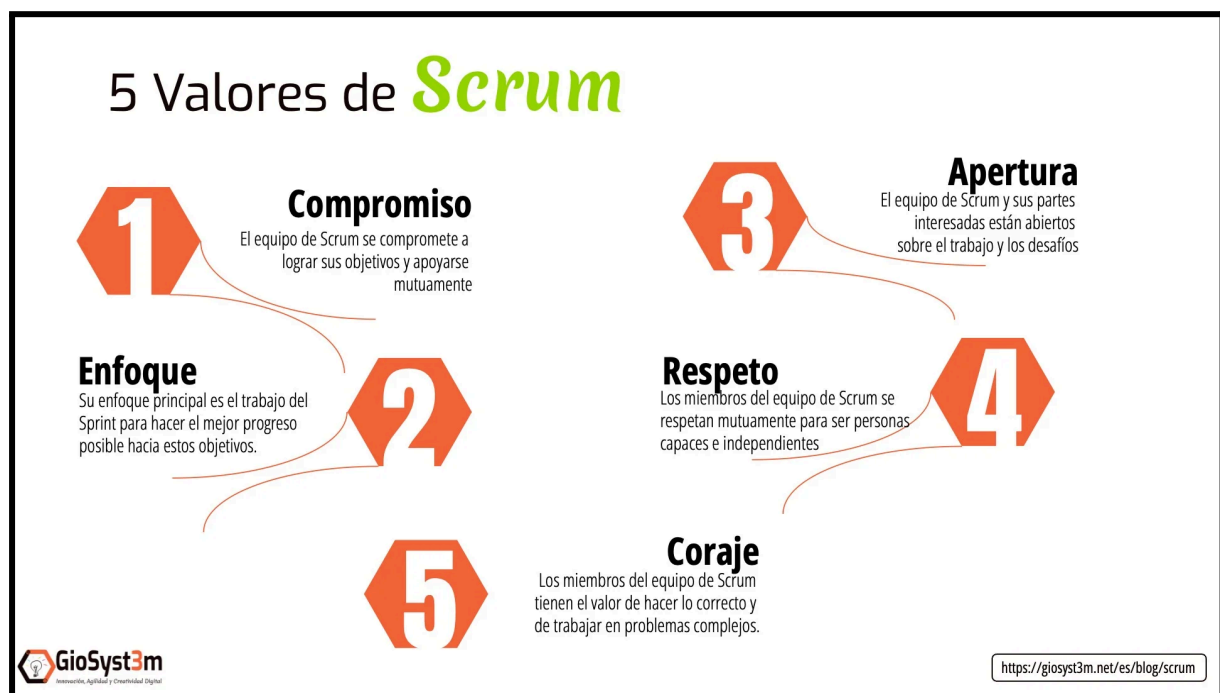 5 Valores de Scrum
1
Compromiso
El equipo de Scrum se compromete a
lograr sus objetivos y apoyarse
mutuamente
2
Enfoque
Su enfoque principal es el trabajo del
Sprint para hacer el mejor progreso
posible hacia estos objetivos.
3
Apertura
El equipo de Scrum y sus partes
interesadas están abiertos
sobre el trabajo y los desafíos
4
Respeto
Los miembros del equipo de Scrum se
respetan mutuamente para ser personas
capaces e independientes
5
Coraje
Los miembros del equipo de Scrum
tienen el valor de hacer lo correcto y
de trabajar en problemas complejos.
GioSyst3m
Innovación, Agilidad y Creatividad Digital
https://giosyst3m.net/es/blog/scrum